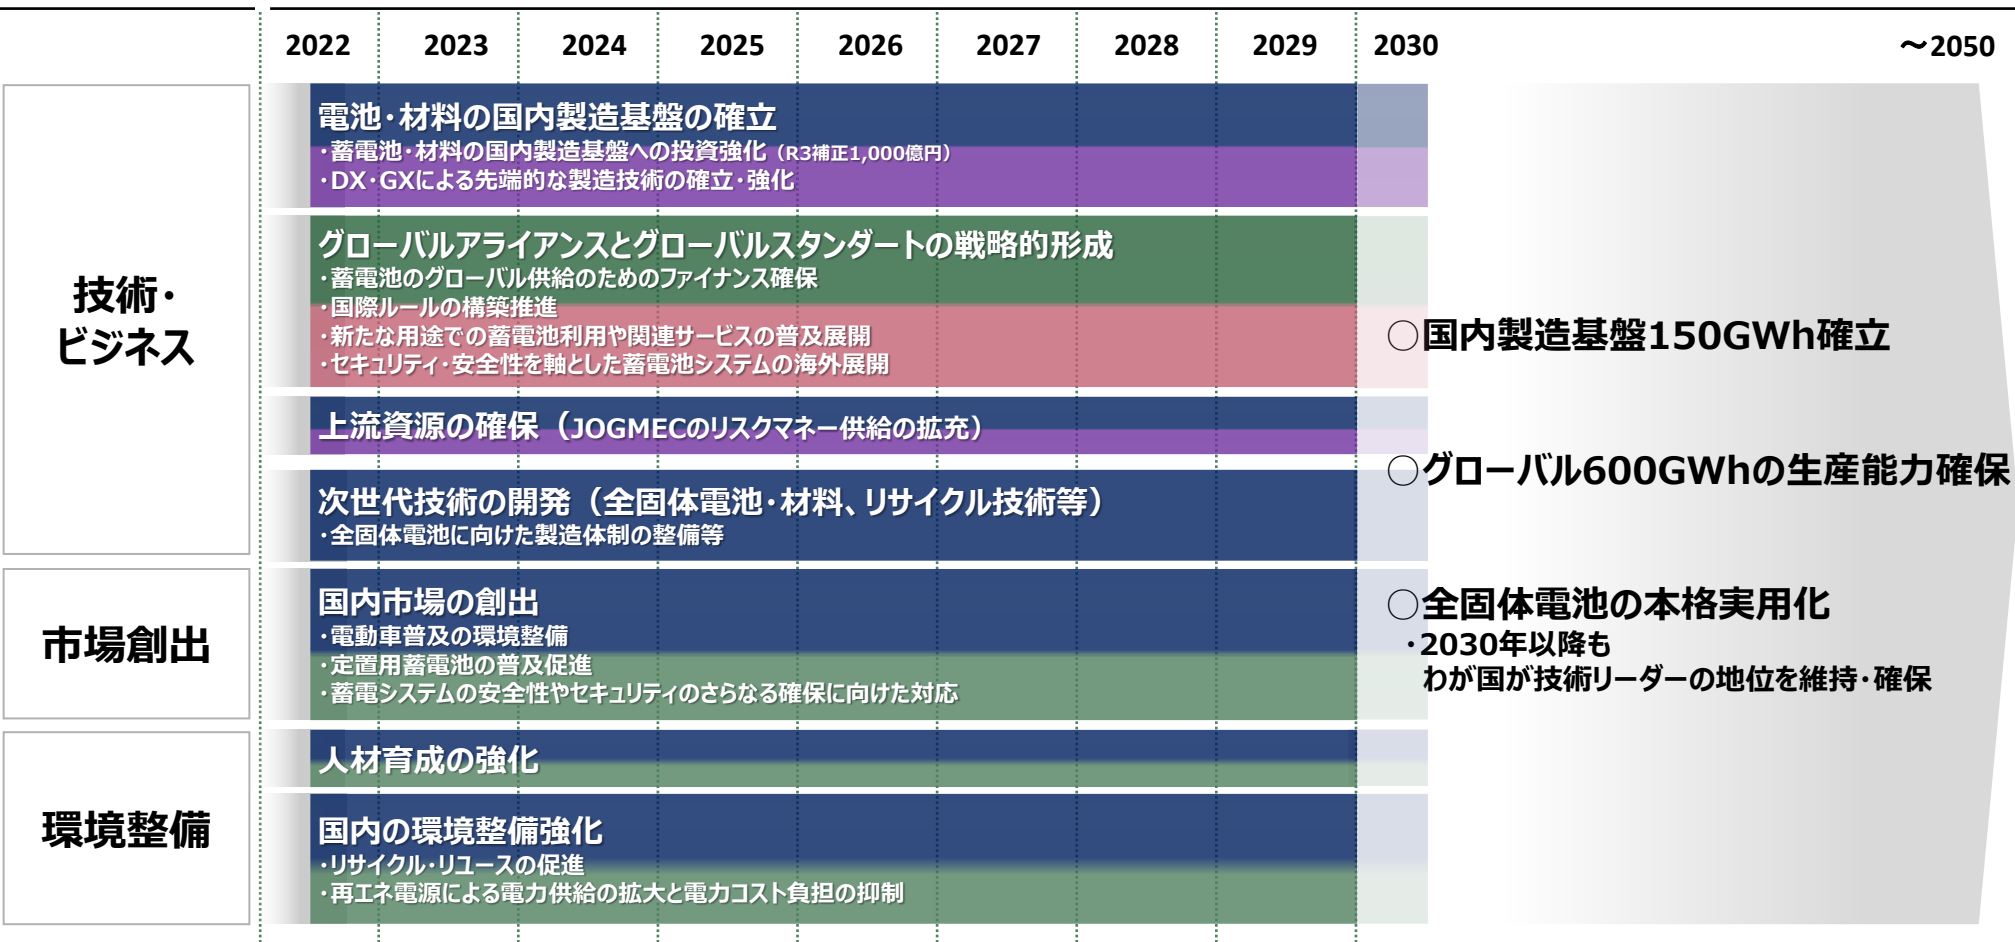 2022 2023 2024 2025 2026 2027 2028 2029 2030 ～2050
技術・
ビジネス
電池・材料の国内製造基盤の確立
・蓄電池・材料の国内製造基盤への投資強化（R3補正1,000億円）
・DX・GXによる先端的な製造技術の確立・強化
グローバルアライアンスとグローバルスタンダートの戦略的形成
・蓄電池のグローバル供給のためのファイナンス確保
・国際ルールの構築推進
・新たな用途での蓄電池利用や関連サービスの普及展開
・セキュリティ・安全性を軸とした蓄電池システムの海外展開
上流資源の確保（JOGMECのリスクマネー供給の拡充）
次世代技術の開発（全固体電池・材料、リサイクル技術等）
・全固体電池に向けた製造体制の整備等
市場創出
国内市場の創出
・電動車普及の環境整備
・定置用蓄電池の普及促進
・蓄電システムの安全性やセキュリティのさらなる確保に向けた対応
環境整備
人材育成の強化
国内の環境整備強化
・リサイクル・リユースの促進
・再エネ電源による電力供給の拡大と電力コスト負担の抑制
○国内製造基盤150GWh確立
○グローバル600GWhの生産能力確保
○全固体電池の本格実用化
・2030年以降も
わが国が技術リーダーの地位を維持・確保